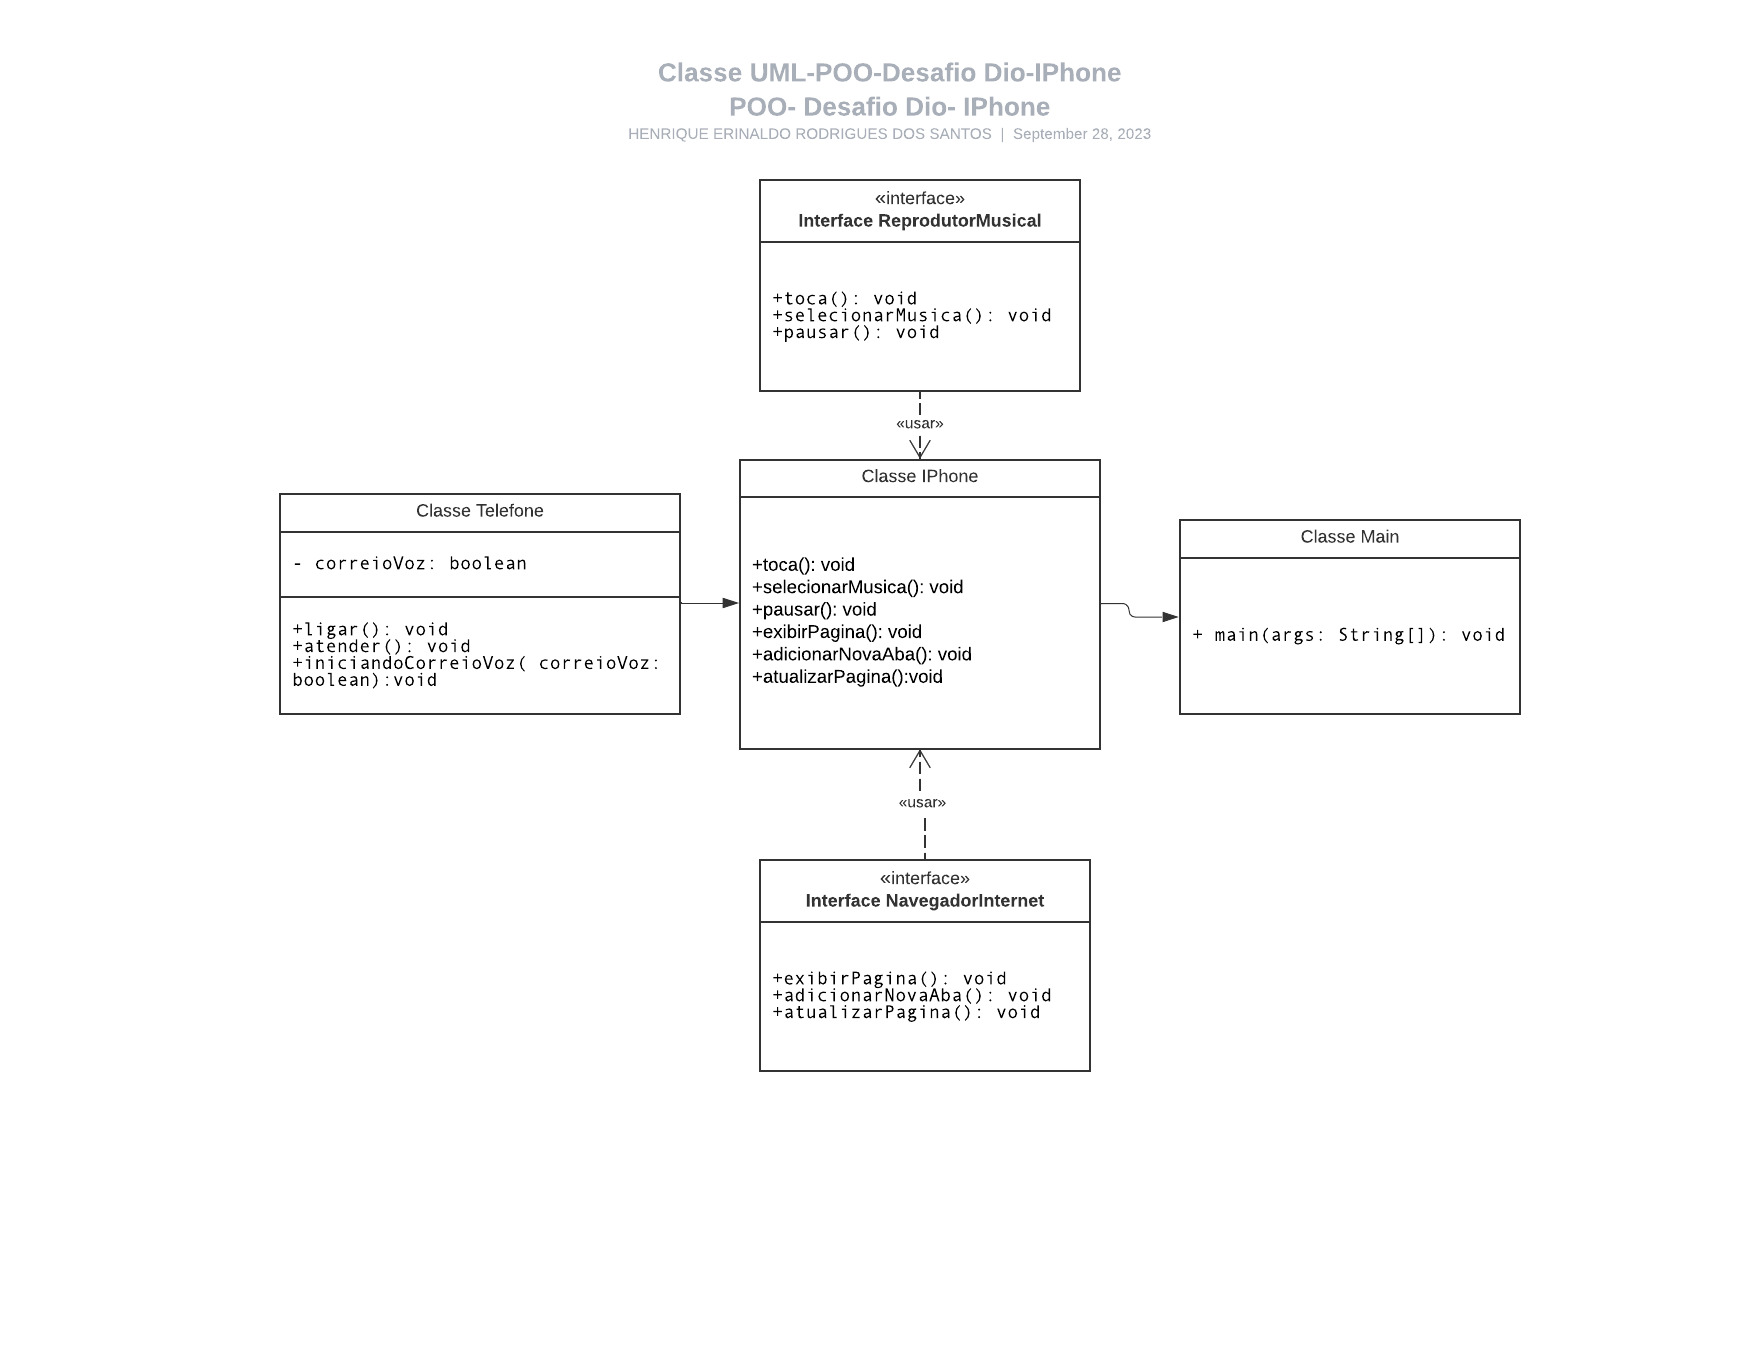 Classe UML-POO-Desafio Dio-IPhone
POO- Desafio Dio- IPhone
HENRIQUE ERINALDO RODRIGUES DOS SANTOS | September 28, 2023
«interface»
Interface ReprodutorMusical
+toca(): void
+selecionarMusica(): void
+pausar(): void
«usar»
Classe Telefone
- correioVoz: boolean
+ligar(): void
+atender(): void
+iniciandoCorreioVoz( correioVoz:
boolean):void
Classe IPhone
+toca(): void
+selecionarMusica(): void
+pausar(): void
+exibirPagina(): void
+adicionarNovaAba(): void
+atualizarPagina():void
Classe Main
+ main(args: String[]): void
«usar»
«interface»
Interface NavegadorInternet
+exibirPagina(): void
+adicionarNovaAba(): void
+atualizarPagina(): void